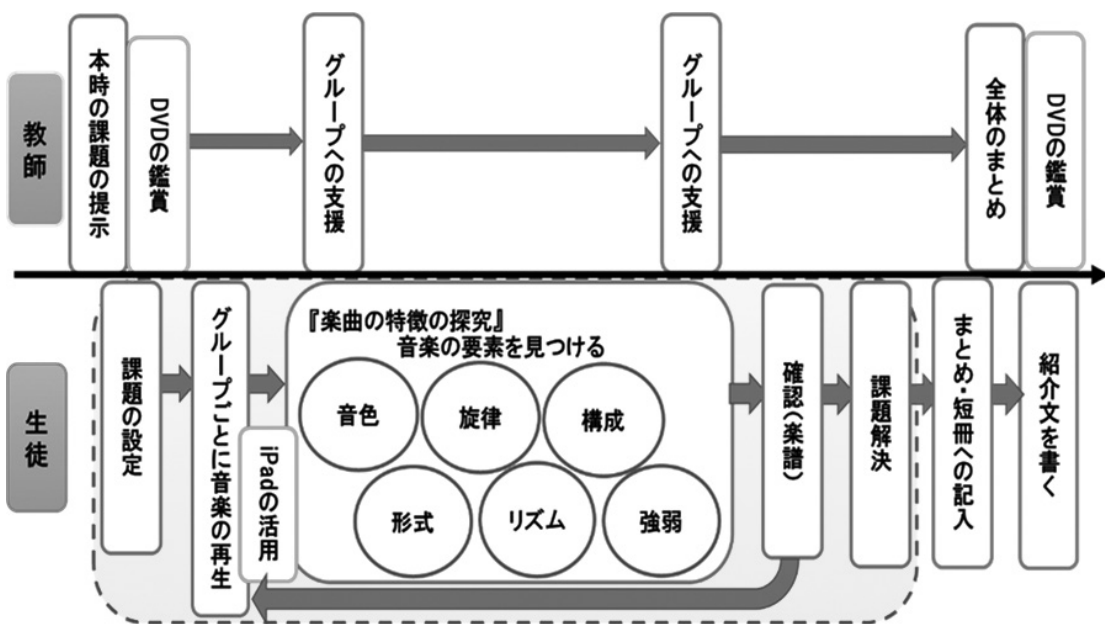 教師
本時の課題の提示
DVDの鑑賞
グループへの支援
グループへの支援
全体のまとめ
DVDの鑑賞
生徒
課題の設定
グループごとに音楽の再生
iPadの活用
『楽曲の特徴の探究』
音楽の要素を見つける
音色
旋律
構成
形式
リズム
強弱
確認(楽譜)
課題解決
まとめ・短冊への記入
紹介文を書く